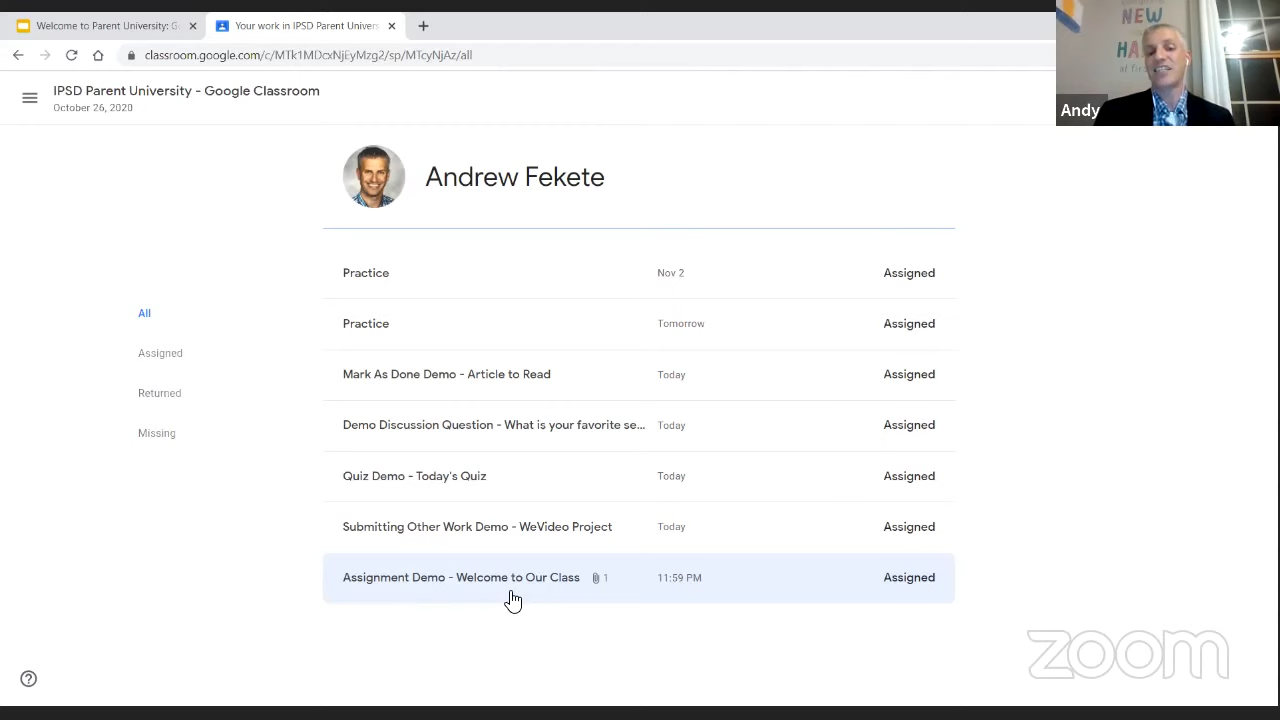 Welcome to Parent University: G
Your work in IPSD Parent Univers
classroom.google.com/c/MTk1MDcxNjEyMzg2/sp/MTcyNjAz/all
NEW
at
Andy
IPSD Parent University - Google Classroom
October 26, 2020
Andrew Fekete
All
Assigned
Returned
Missing
Practice Nov 2 Assigned
Practice Tomorrow Assigned
Mark As Done Demo - Article to Read Today Assigned
Demo Discussion Question - What is your favorite se... Today Assigned
Quiz Demo - Today's Quiz Today Assigned
Submitting Other Work Demo - WeVideo Project Today Assigned
Assignment Demo - Welcome to Our Class 1 11:59 PM Assigned
zoom